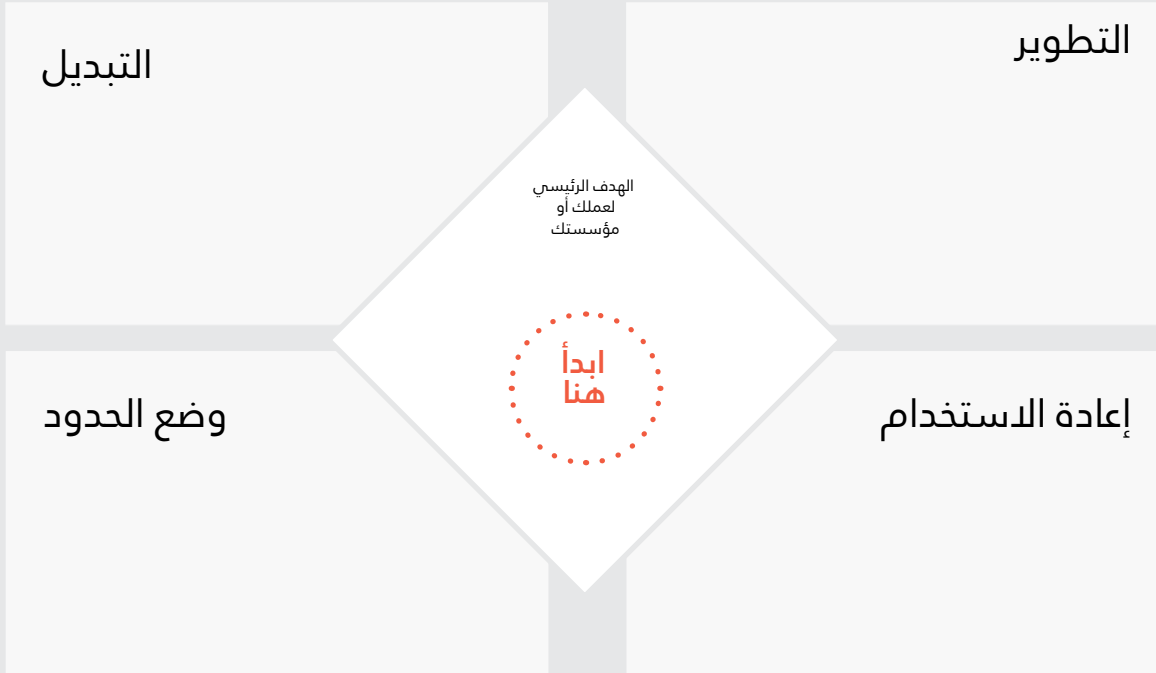 التطوير
التبديل
الهدف الرئيسي
لعملك أو
مؤسستك
ابدأ
هنا
إعادة الاستخدام
وضع الحدود